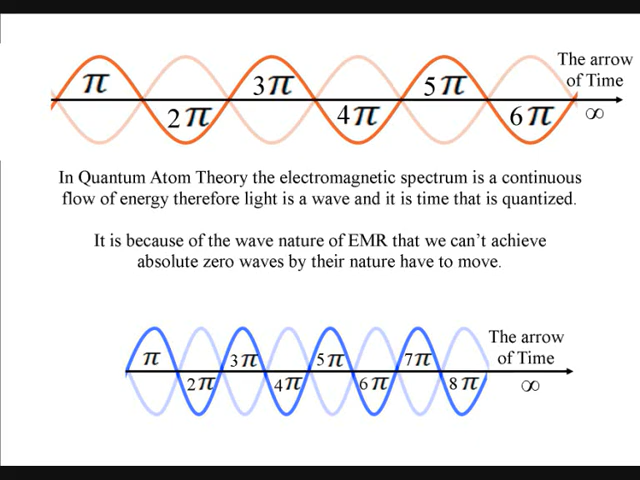 π 3π 5π The arrow
of Time
2π 4π 6π ∞
In Quantum Atom Theory the electromagnetic spectrum is a continuous
flow of energy therefore light is a wave and it is time that is quantized.
It is because of the wave nature of EMR that we can't achieve
absolute zero waves by their nature have to move.
π 3π 5π 7π The arrow
of Time
2π 4π 6π 8π ∞